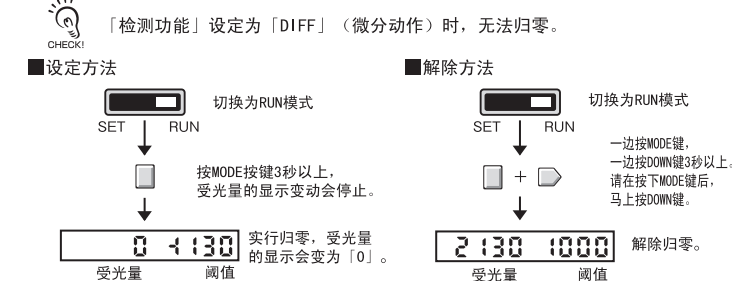 CHECK!
「检测功能」设定为「DIFF」（微分动作）时，无法归零。
■设定方法
切换为RUN模式
SET RUN
按MODE按键3秒以上，
受光量的显示变动会停止。
0 -1130
实行归零，受光量
的显示会变为「0」。
受光量 阈值
■解除方法
切换为RUN模式
SET RUN
一边按MODE键，
一边按DOWN键3秒以上。
请在按下MODE键后，
马上按DOWN键。
+
2130 1000
解除归零。
受光量 阈值